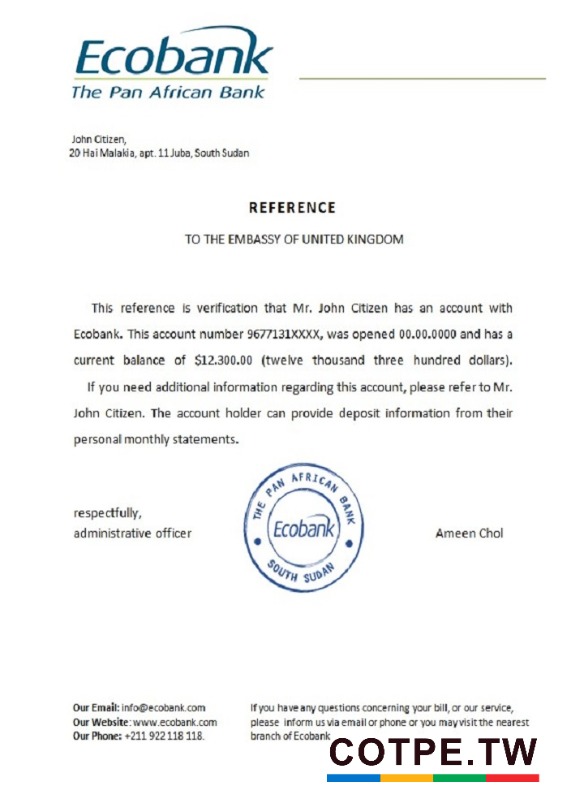 Ecobank
The Pan African Bank
John Citizen,
20 Hai Malakia, apt. 11 Juba, South Sudan
REFERENCE
TO THE EMBASSY OF UNITED KINGDOM
This reference is verification that Mr. John Citizen has an account with
Ecobank. This account number 9677131XXXX, was opened 00.00.0000 and has a
current balance of $12.300.00 (twelve thousand three hundred dollars).
If you need additional information regarding this account, please refer to Mr.
John Citizen. The account holder can provide deposit information from their
personal monthly statements.
respectfully,
administrative officer
THE PAN AFRICAN BANK
Ecobank
SOUTH SUDAN
Ameen Chol
Our Email: info@ecobank.com
Our Website: www.ecobank.com
Our Phone: +211 922 118 118.
If you have any questions concerning your bill, or our service,
please inform us via email or phone or you may visit the nearest
branch of Ecobank
COTPE.TW